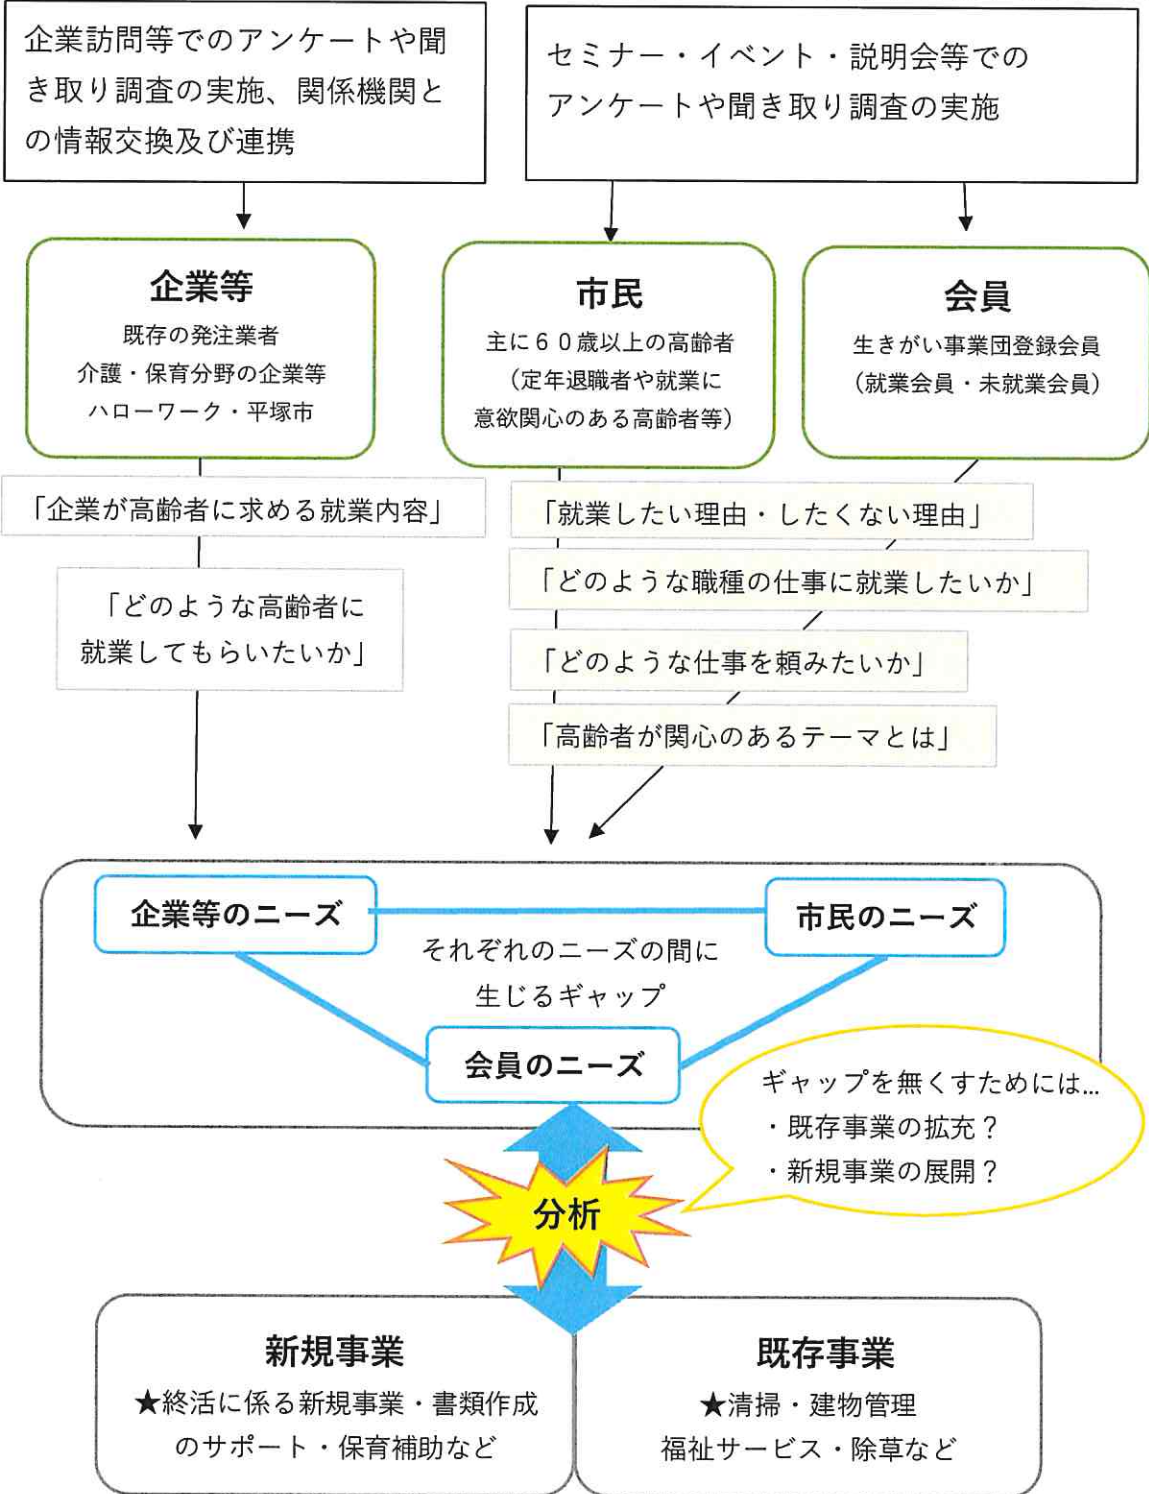 企業訪問等でのアンケートや聞
き取り調査の実施、関係機関と
の情報交換及び連携
セミナー・イベント・説明会等での
アンケートや聞き取り調査の実施
企業等
既存の発注業者
介護・保育分野の企業等
ハローワーク・平塚市
市民
主に６０歳以上の高齢者
（定年退職者や就業に
意欲関心のある高齢者等）
会員
生きがい事業団登録会員
（就業会員・未就業会員）
「企業が高齢者に求める就業内容」
「どのような高齢者に
就業してもらいたいか」
「就業したい理由・したくない理由」
「どのような職種の仕事に就業したいか」
「どのような仕事を頼みたいか」
「高齢者が関心のあるテーマとは」
企業等のニーズ
市民のニーズ
それぞれのニーズの間に
生じるギャップ
会員のニーズ
ギャップを無くすためには…
・既存事業の拡充？
・新規事業の展開？
分析
新規事業
★終活に係る新規事業・書類作成
のサポート・保育補助など
既存事業
★清掃・建物管理
福祉サービス・除草など